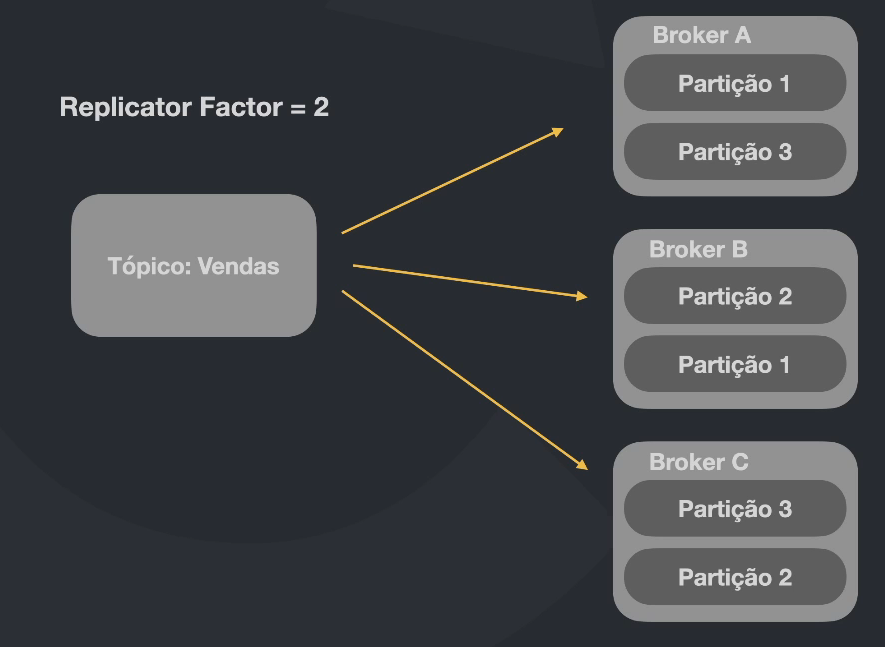 Replicator Factor = 2
Tópico: Vendas
Broker A
Partição 1
Partição 3
Broker B
Partição 2
Partição 1
Broker C
Partição 3
Partição 2